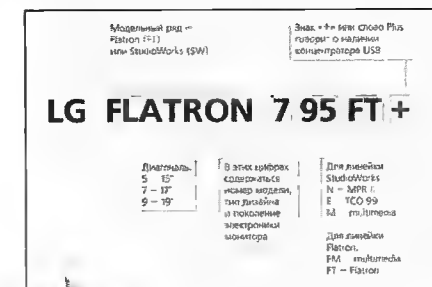 Модельный ряд –
Flatron (FT)
или StudioWorks (SW)
Знак «+» или слово Plus
говорит о наличии
концентратора USB
LG FLATRON 7 95 FT +
Диагональ
5 15"
7 – 17"
9 – 19"
В этих цифрах
содержаться
номер модели,
тип дизайна
и поколение
электроники
монитора
Для линейки
StudioWorks
N – MPR
E TCO 99
M multimedia
Для линейки
Flatron
FM multimedia
FT – Flatron